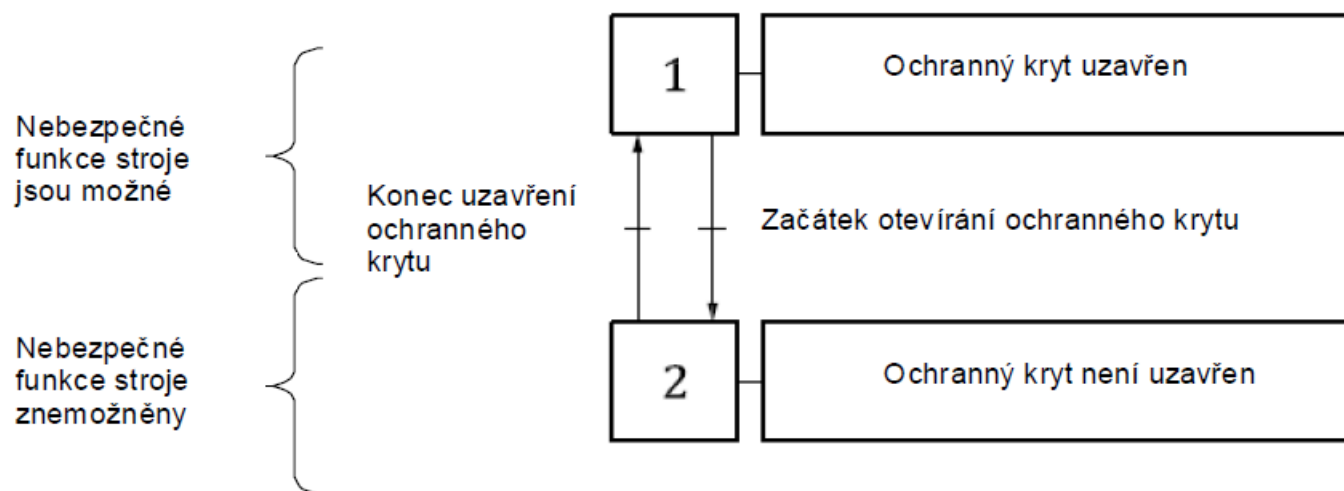 1
Ochranný kryt uzavřen
Nebezpečné
funkce stroje
jsou možné
Konec uzavření
ochranného
krytu
Začátek otevírání ochranného krytu
Nebezpečné
funkce stroje
znemožněny
2
Ochranný kryt není uzavřen